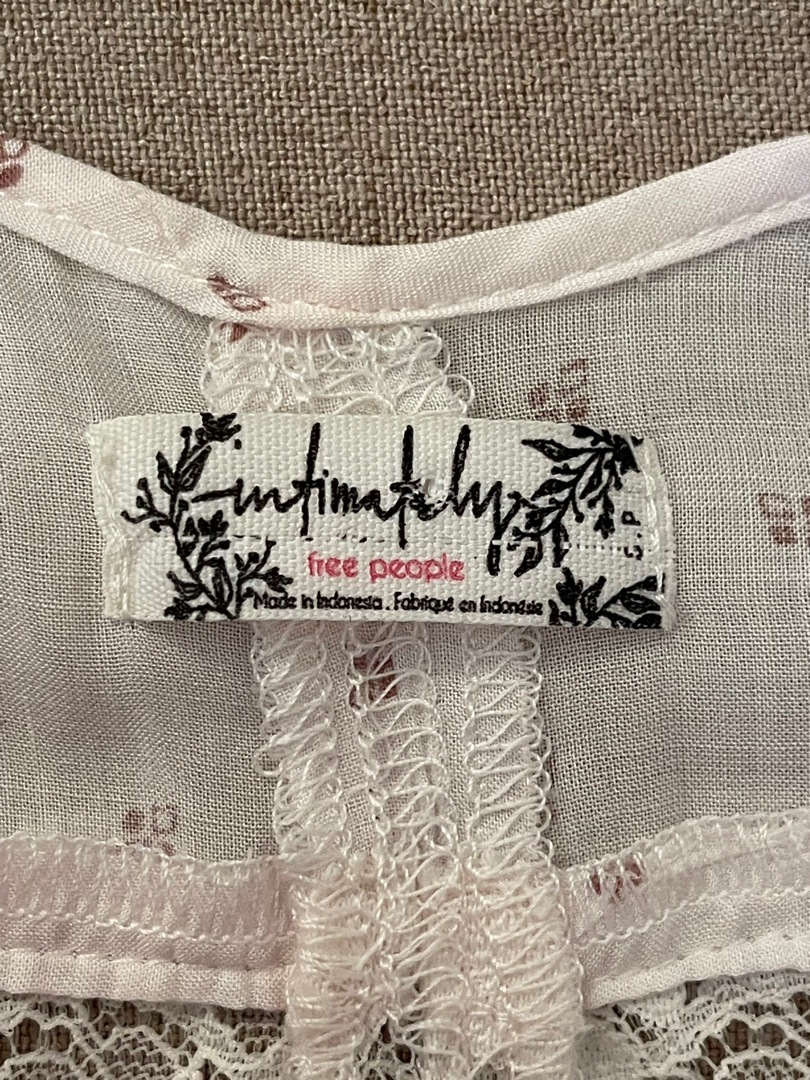 intimately
free people
Made in Indonesia . Fabriqué en Indonésie
S.P